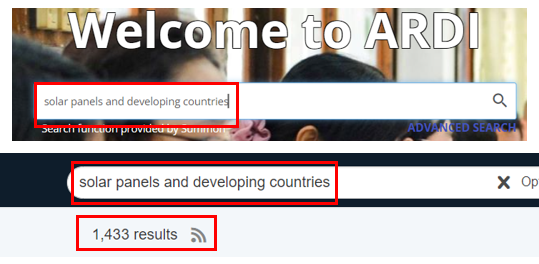 Welcome to ARDI
solar panels and developing countries
Search function provided by Summon
ADVANCED SEARCH
solar panels and developing countries
Op
1,433 results